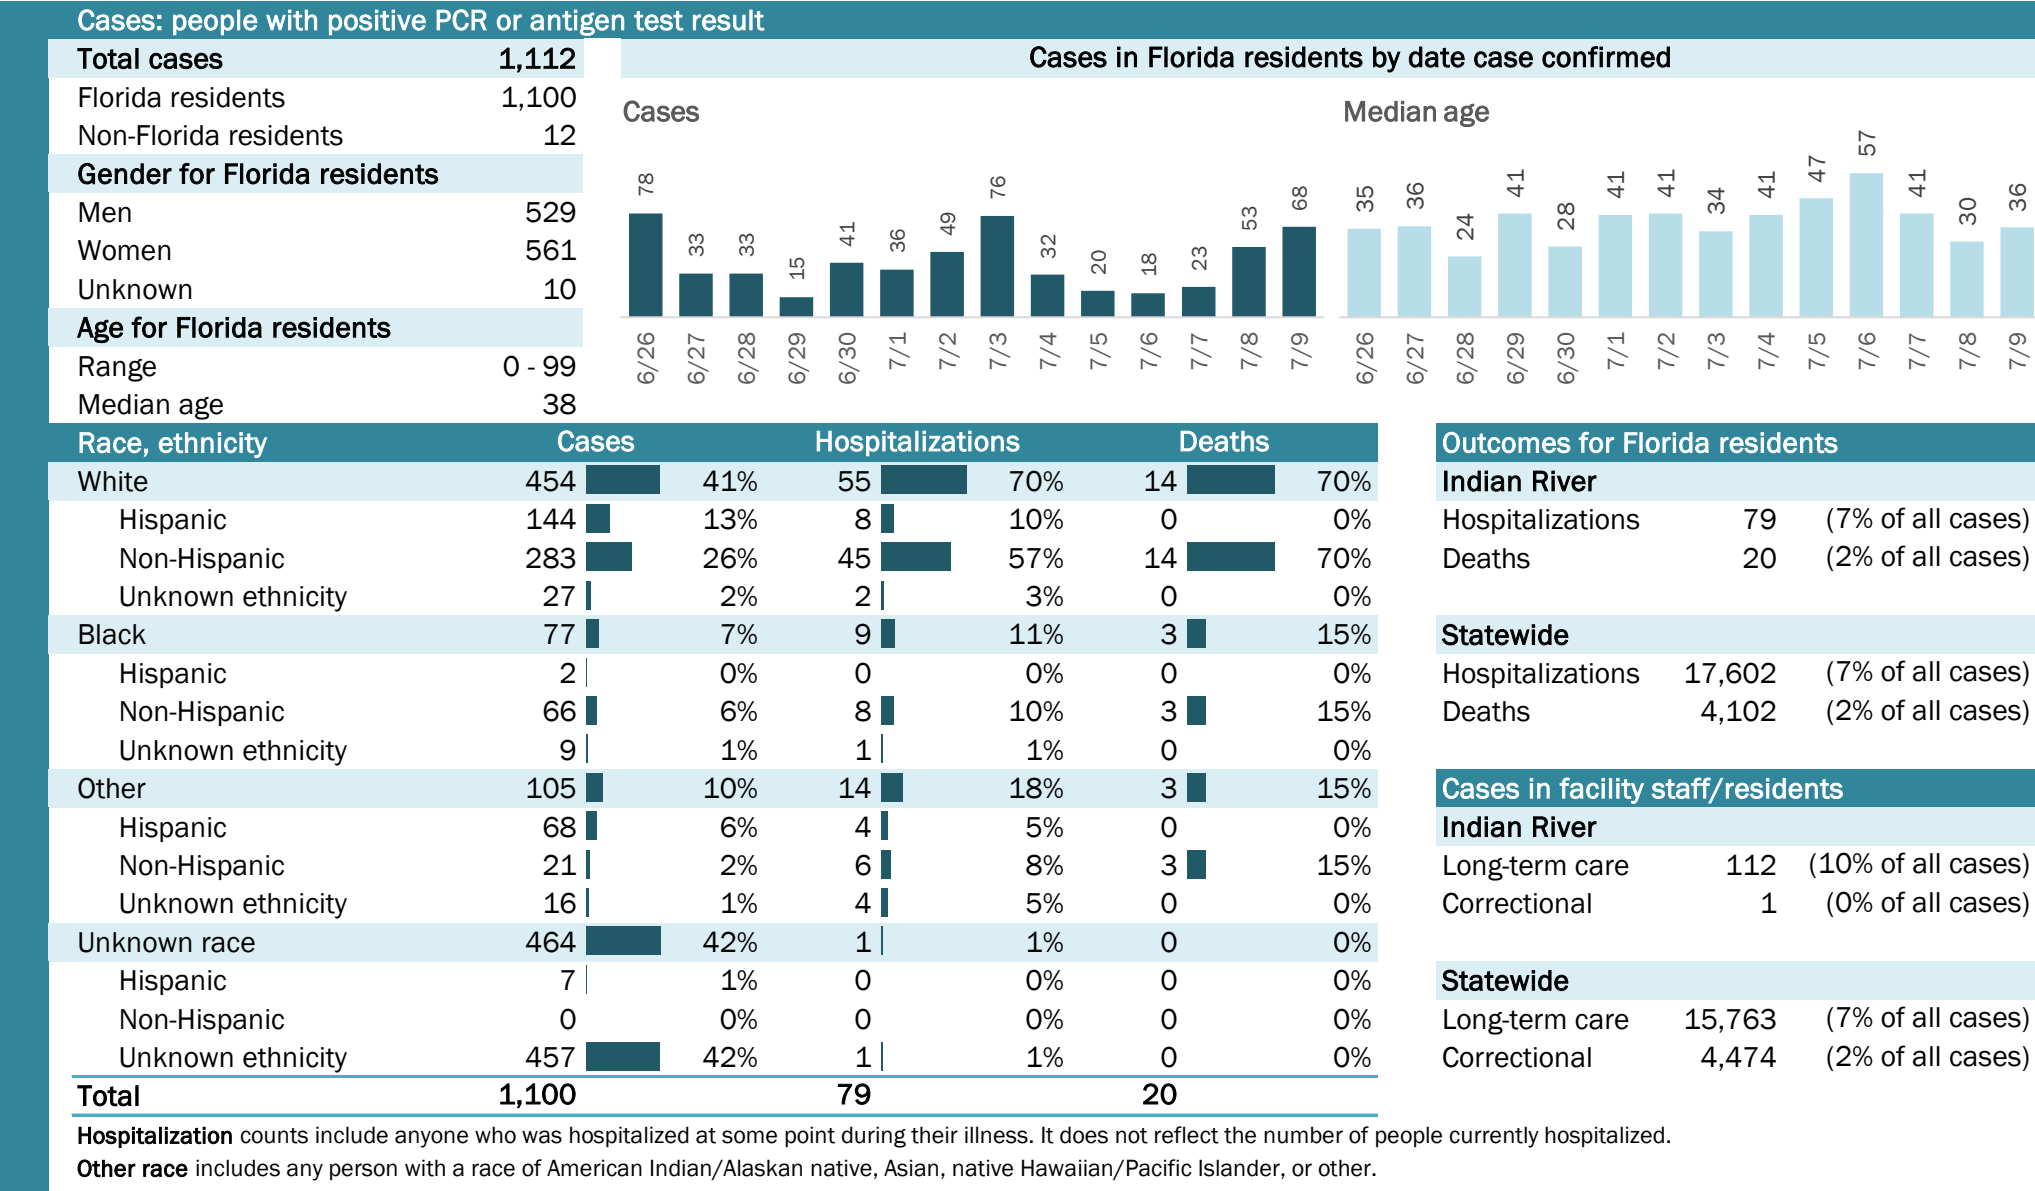 Cases: people with positive PCR or antigen test result
Total cases 1,112
Florida residents 1,100
Non-Florida residents 12
Gender for Florida residents
Men 529
Women 561
Unknown 10
Age for Florida residents
Range 0 - 99
Median age 38
Cases in Florida residents by date case confirmed
Cases
78 33 33 15 41 36 49 76 32 20 18 23 53 68
6/26 6/27 6/28 6/29 6/30 7/1 7/2 7/3 7/4 7/5 7/6 7/7 7/8 7/9
Median age
35 36 24 41 28 41 41 34 41 47 57 41 30 36
6/26 6/27 6/28 6/29 6/30 7/1 7/2 7/3 7/4 7/5 7/6 7/7 7/8 7/9
Race, ethnicity Cases Hospitalizations Deaths
White 454 41% 55 70% 14 70%
Hispanic 144 13% 8 10% 0 0%
Non-Hispanic 283 26% 45 57% 14 70%
Unknown ethnicity 27 2% 2 3% 0 0%
Black 77 7% 9 11% 3 15%
Hispanic 2 0% 0 0% 0 0%
Non-Hispanic 66 6% 8 10% 3 15%
Unknown ethnicity 9 1% 1 1% 0 0%
Other 105 10% 14 18% 3 15%
Hispanic 68 6% 4 5% 0 0%
Non-Hispanic 21 2% 6 8% 3 15%
Unknown ethnicity 16 1% 4 5% 0 0%
Unknown race 464 42% 1 1% 0 0%
Hispanic 7 1% 0 0% 0 0%
Non-Hispanic 0 0% 0 0% 0 0%
Unknown ethnicity 457 42% 1 1% 0 0%
Total 1,100 79 20
Outcomes for Florida residents
Indian River
Hospitalizations 79 (7% of all cases)
Deaths 20 (2% of all cases)
Statewide
Hospitalizations 17,602 (7% of all cases)
Deaths 4,102 (2% of all cases)
Cases in facility staff/residents
Indian River
Long-term care 112 (10% of all cases)
Correctional 1 (0% of all cases)
Statewide
Long-term care 15,763 (7% of all cases)
Correctional 4,474 (2% of all cases)
Hospitalization counts include anyone who was hospitalized at some point during their illness. It does not reflect the number of people currently hospitalized.
Other race includes any person with a race of American Indian/Alaskan native, Asian, native Hawaiian/Pacific Islander, or other.